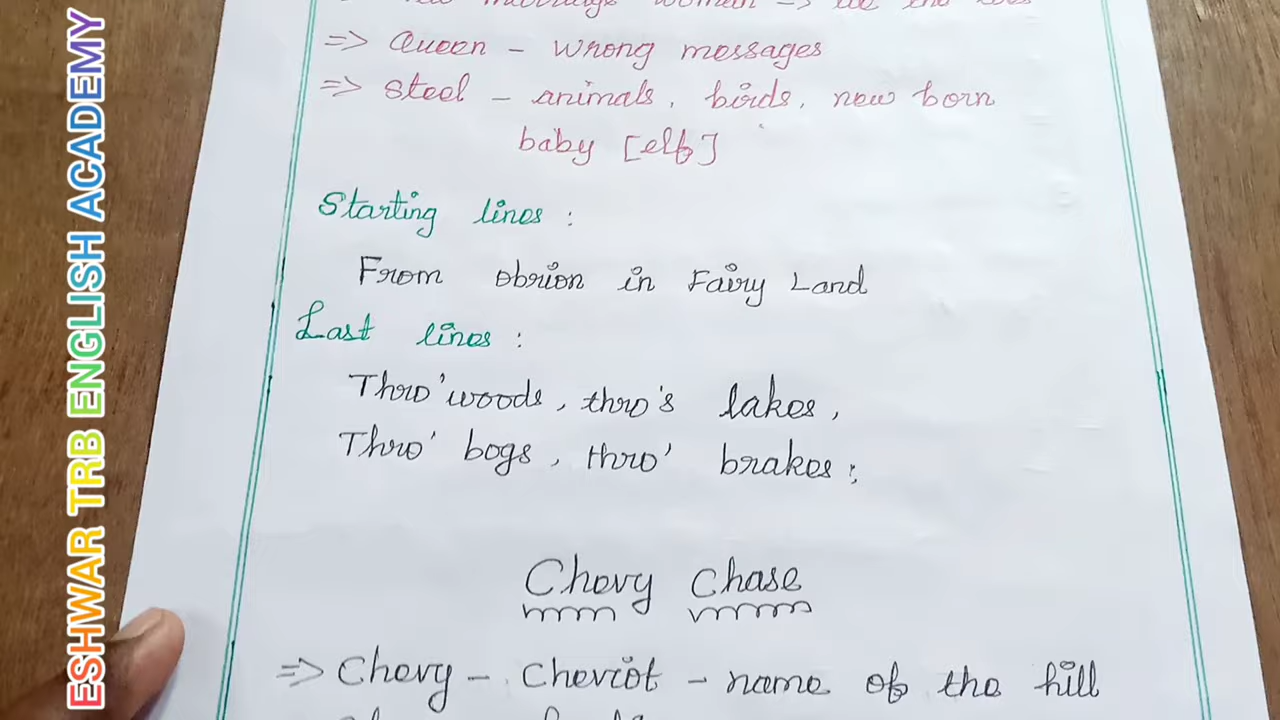 => Queen - Wrong messages
=> Steel - animals, birds, new born
baby [elf]
Starting lines :
From obrion in Fairy Land
Last lines :
Thro' woods, thro's lakes,
Thro' bogs, thro' brakes;
Chevy Chase
=> Chevy - Cheviot - name of the hill
ESHWAR TRB ENGLISH ACADEMY